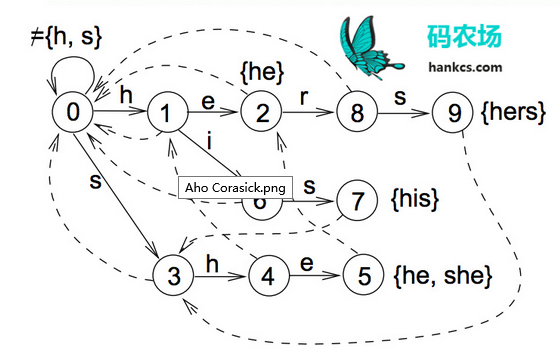 码农场
hankcs.com
≠{h, s}
{he}
0 h 1 e 2 r 8 s 9 {hers}
i
s
Aho Corasick.png
6 s 7 {his}
3 h 4 e 5 {he, she}